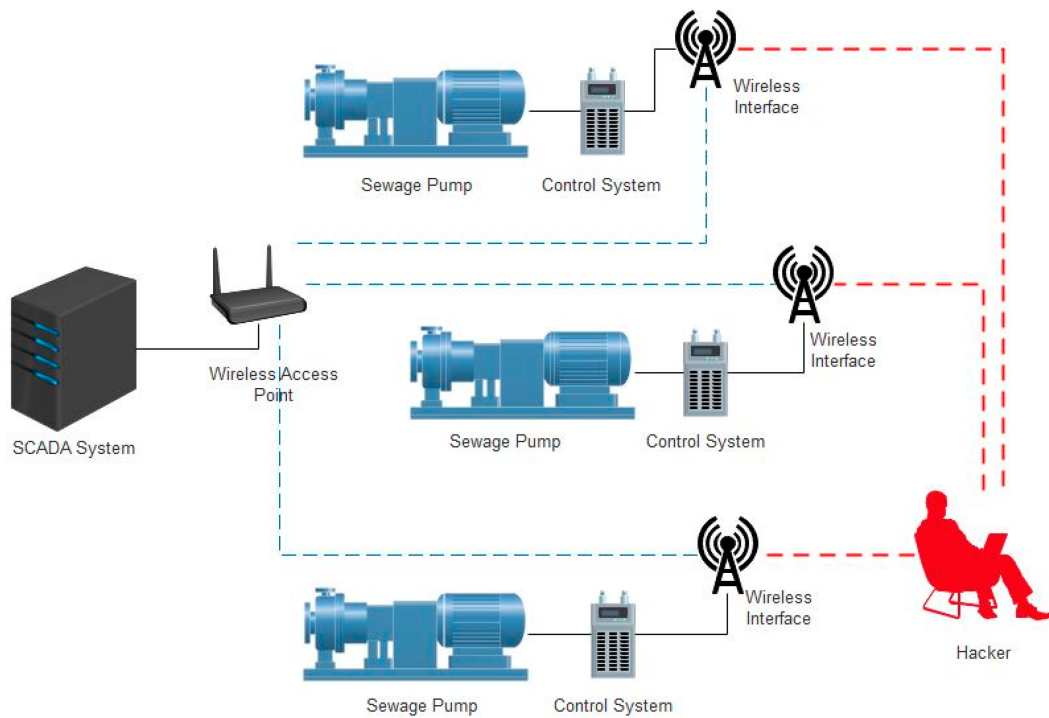 Wireless
Interface
Sewage Pump
Control System
Wireless
Interface
Wireless Access
Point
SCADA System
Sewage Pump
Control System
Wireless
Interface
Hacker
Sewage Pump
Control System